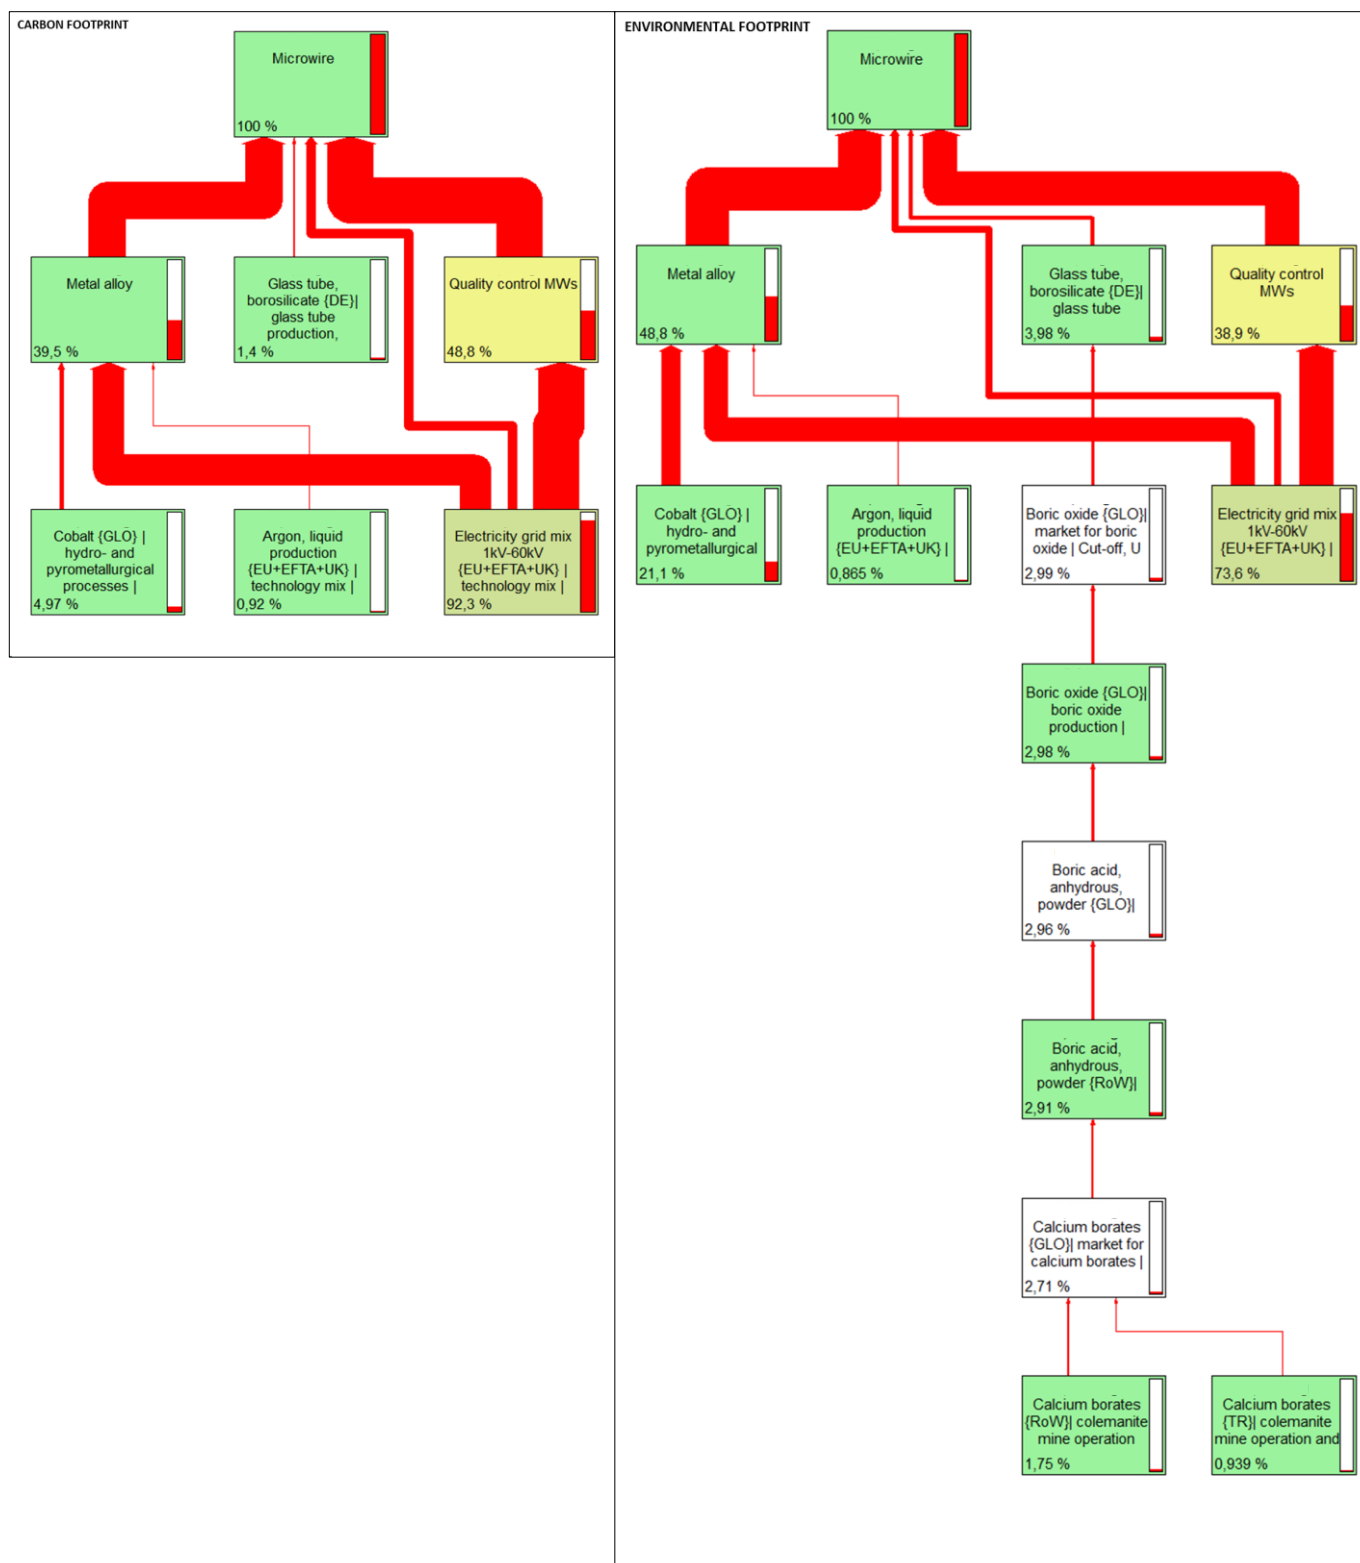 CARBON FOOTPRINT
Microwire
100 %
Metal alloy
39,5 %
Glass tube,
borosilicate {DE}|
glass tube
production,
1,4 %
Quality control MWs
48,8 %
Cobalt {GLO} |
hydro- and
pyrometallurgical
processes |
4,97 %
Argon, liquid
production
{EU+EFTA+UK} |
technology mix |
0,92 %
Electricity grid mix
1kV-60kV
{EU+EFTA+UK} |
technology mix |
92,3 %
ENVIRONMENTAL FOOTPRINT
Microwire
100 %
Metal alloy
48,8 %
Glass tube,
borosilicate {DE}|
glass tube
3,98 %
Quality control
MWs
38,9 %
Cobalt {GLO} |
hydro- and
pyrometallurgical
21,1 %
Argon, liquid
production
{EU+EFTA+UK} |
0,865 %
Boric oxide {GLO}|
market for boric
oxide | Cut-off, U
2,99 %
Electricity grid mix
1kV-60kV
{EU+EFTA+UK} |
73,6 %
Boric oxide {GLO}|
boric oxide
production |
2,98 %
Boric acid,
anhydrous,
powder {GLO}|
2,96 %
Boric acid,
anhydrous,
powder {RoW}|
2,91 %
Calcium borates
{GLO}| market for
calcium borates |
2,71 %
Calcium borates
{RoW}| colemanite
mine operation
1,75 %
Calcium borates
{TR}| colemanite
mine operation and
0,939 %